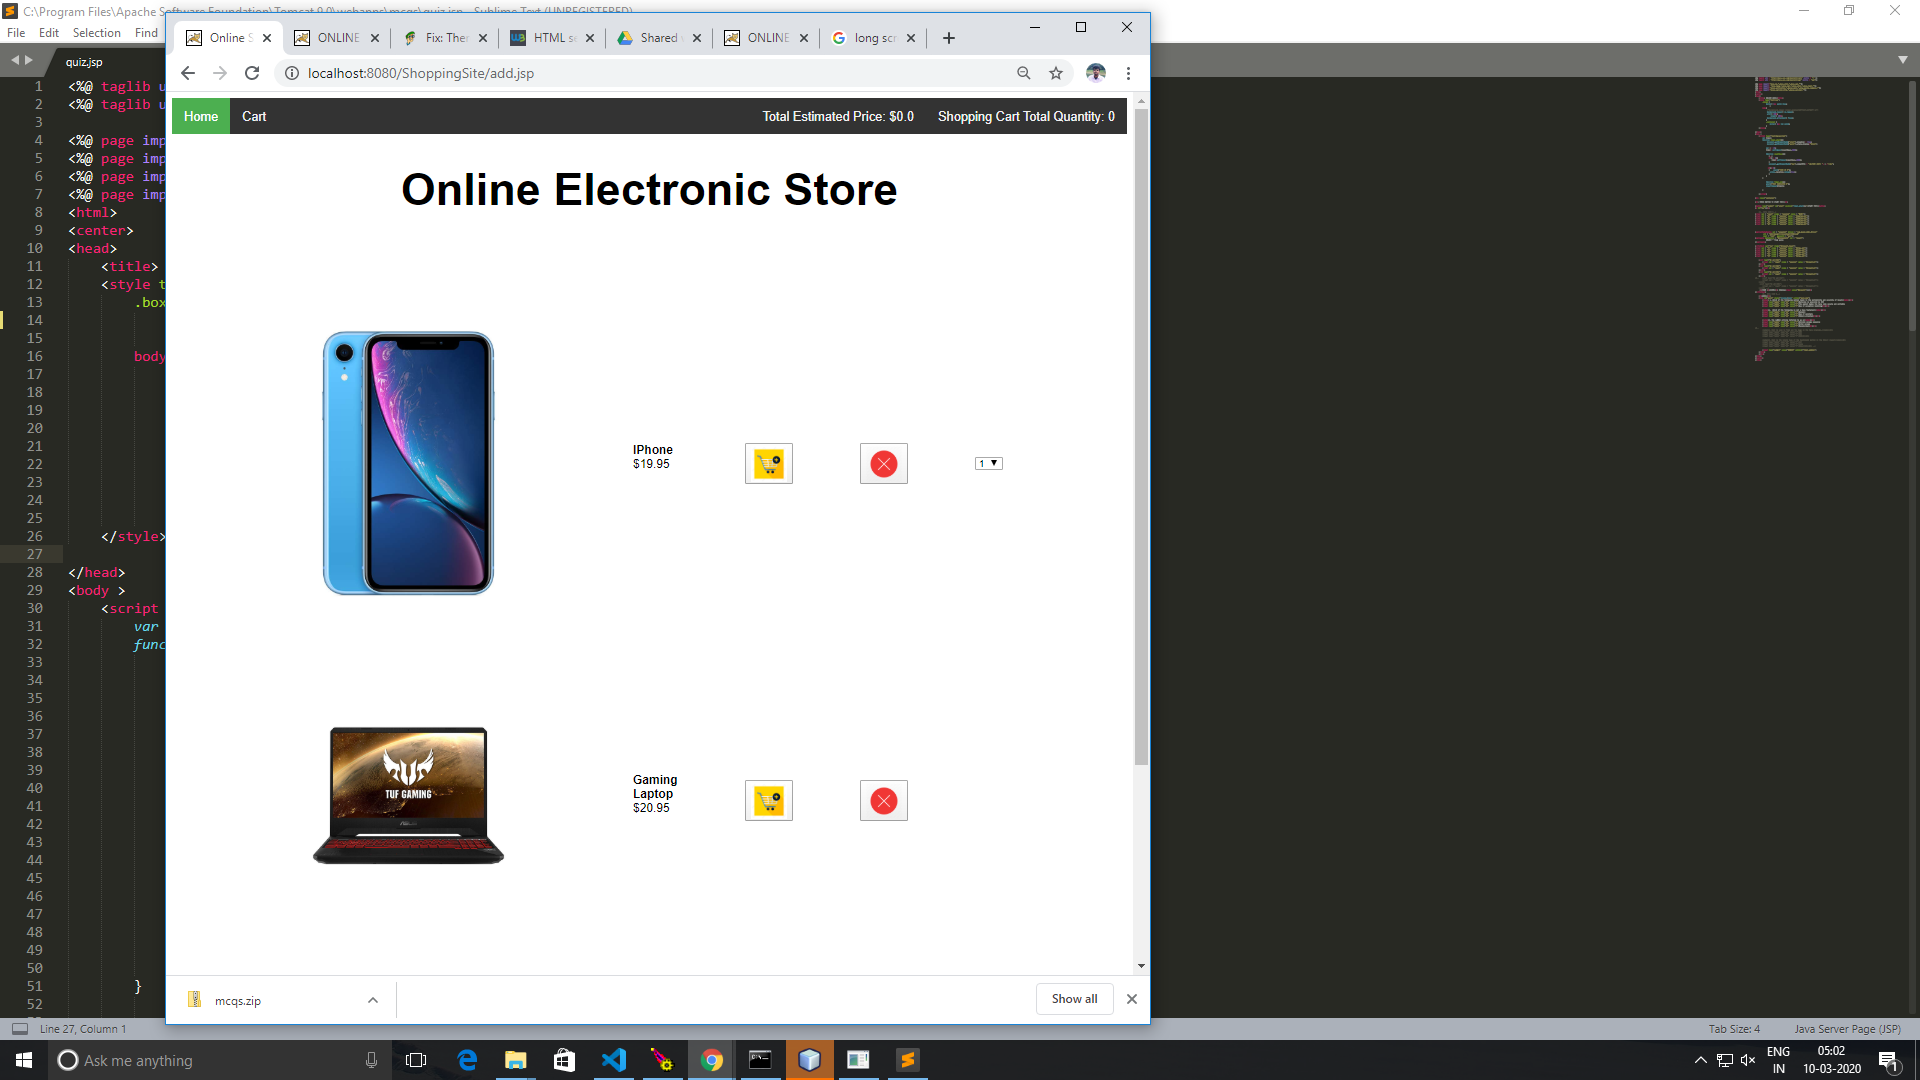 C:\Program Files\Apache Software Foundation\Tomcat 9.0\webapps\mcqs\quiz.jsp - Sublime Text (UNREGISTERED)
File Edit Selection Find
quiz.jsp
Online S
ONLINE
Fix: Ther
HTML se
Shared
ONLINE
long scr
localhost:8080/ShoppingSite/add.jsp
Home Cart Total Estimated Price: $0.0 Shopping Cart Total Quantity: 0
Online Electronic Store
IPhone
$19.95
1
TUF GAMING
Gaming
Laptop
$20.95
1 <%@ taglib u
2 <%@ taglib u
3
4 <%@ page imp
5 <%@ page imp
6 <%@ page imp
7 <%@ page imp
8 <html>
9 <center>
10 <head>
11 <title>
12 <style t
13 .box
14
15
16 body
17
18
19
20
21
22
23
24
25
26 </style>
27
28 </head>
29 <body >
30 <script
31 var
32 func
33
34
35
36
37
38
39
40
41
42
43
44
45
46
47
48
49
50
51 }
52
mcqs.zip
Show all
Line 27, Column 1
Tab Size: 4 Java Server Page (JSP)
Ask me anything
ENG
IN
05:02
10-03-2020
1